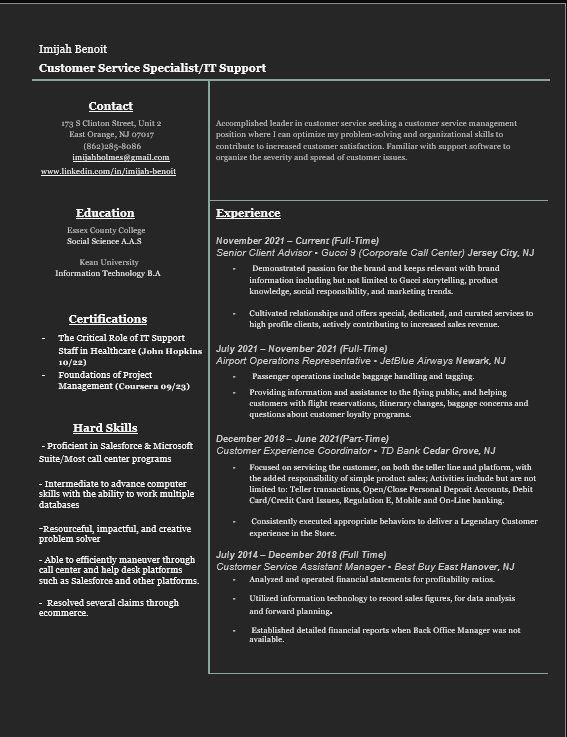 Imijah Benoit
Customer Service Specialist/IT Support
Contact
173 S Clinton Street, Unit 2
East Orange, NJ 07017
(862)285-8086
imijahholmes@gmail.com
www.linkedin.com/in/imijah-benoit
Education
Essex County College
Social Science A.A.S
Kean University
Information Technology B.A
Certifications
- The Critical Role of IT Support
Staff in Healthcare (John Hopkins
10/22)
- Foundations of Project
Management (Coursera 09/23)
Hard Skills
- Proficient in Salesforce & Microsoft
Suite/Most call center programs
- Intermediate to advance computer
skills with the ability to work multiple
databases
-Resourceful, impactful, and creative
problem solver
- Able to efficiently maneuver through
call center and help desk platforms
such as Salesforce and other platforms.
- Resolved several claims through
ecommerce.
Accomplished leader in customer service seeking a customer service management
position where I can optimize my problem-solving and organizational skills to
contribute to increased customer satisfaction. Familiar with support software to
organize the severity and spread of customer issues.
Experience
November 2021 – Current (Full-Time)
Senior Client Advisor • Gucci 9 (Corporate Call Center) Jersey City, NJ
- Demonstrated passion for the brand and keeps relevant with brand
information including but not limited to Gucci storytelling, product
knowledge, social responsibility, and marketing trends.
- Cultivated relationships and offers special, dedicated, and curated services to
high profile clients, actively contributing to increased sales revenue.
July 2021 – November 2021 (Full-Time)
Airport Operations Representative • JetBlue Airways Newark, NJ
- Passenger operations include baggage handling and tagging.
- Providing information and assistance to the flying public, and helping
customers with flight reservations, itinerary changes, baggage concerns and
questions about customer loyalty programs.
December 2018 – June 2021(Part-Time)
Customer Experience Coordinator • TD Bank Cedar Grove, NJ
- Focused on servicing the customer, on both the teller line and platform, with
the added responsibility of simple product sales; Activities include but are not
limited to: Teller transactions, Open/Close Personal Deposit Accounts, Debit
Card/Credit Card Issues, Regulation E, Mobile and On-Line banking.
- Consistently executed appropriate behaviors to deliver a Legendary Customer
experience in the Store.
July 2014 – December 2018 (Full Time)
Customer Service Assistant Manager • Best Buy East Hanover, NJ
- Analyzed and operated financial statements for profitability ratios.
- Utilized information technology to record sales figures, for data analysis
and forward planning.
- Established detailed financial reports when Back Office Manager was not
available.